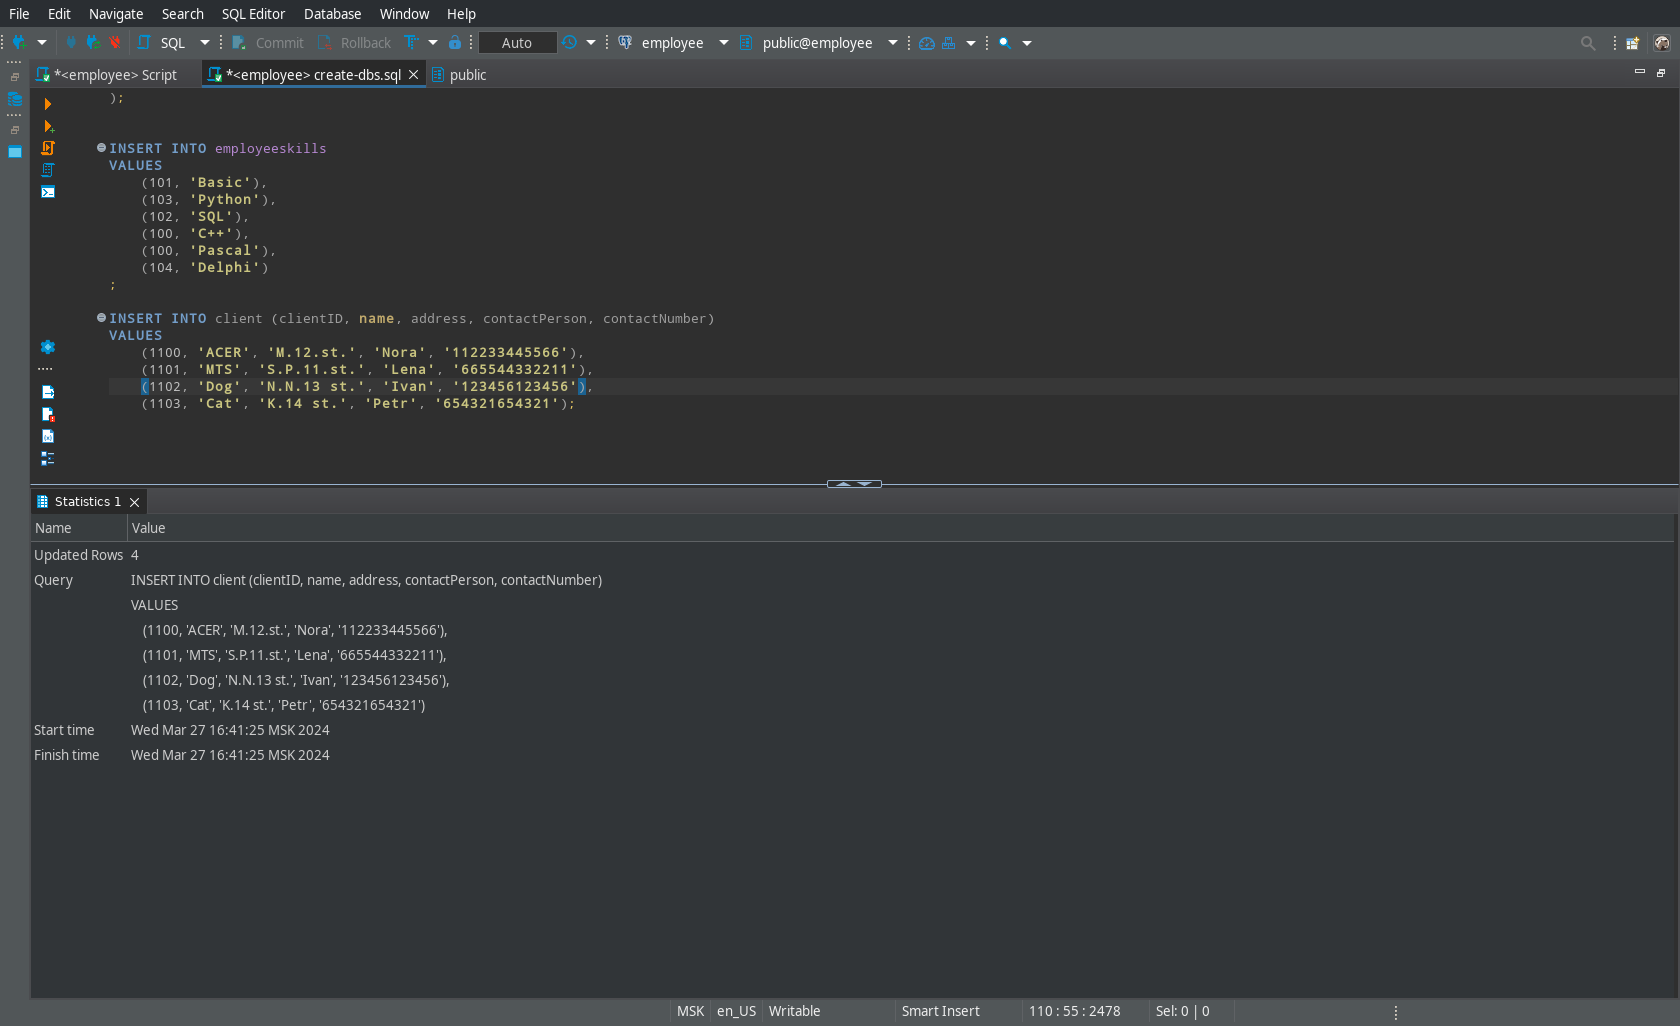 File Edit Navigate Search SQL Editor Database Window Help
SQL Commit Rollback Auto employee public@employee
*<employee> Script *<employee> create-dbs.sql public
);
INSERT INTO employeeskills
VALUES
(101, 'Basic'),
(103, 'Python'),
(102, 'SQL'),
(100, 'C++'),
(100, 'Pascal'),
(104, 'Delphi')
;
INSERT INTO client (clientID, name, address, contactPerson, contactNumber)
VALUES
(1100, 'ACER', 'M.12.st.', 'Nora', '112233445566'),
(1101, 'MTS', 'S.P.11.st.', 'Lena', '665544332211'),
(1102, 'Dog', 'N.N.13 st.', 'Ivan', '123456123456'),
(1103, 'Cat', 'K.14 st.', 'Petr', '654321654321');
Statistics 1
Name Value
Updated Rows 4
Query INSERT INTO client (clientID, name, address, contactPerson, contactNumber)
VALUES
(1100, 'ACER', 'M.12.st.', 'Nora', '112233445566'),
(1101, 'MTS', 'S.P.11.st.', 'Lena', '665544332211'),
(1102, 'Dog', 'N.N.13 st.', 'Ivan', '123456123456'),
(1103, 'Cat', 'K.14 st.', 'Petr', '654321654321')
Start time Wed Mar 27 16:41:25 MSK 2024
Finish time Wed Mar 27 16:41:25 MSK 2024
MSK en_US Writable Smart Insert 110 : 55 : 2478 Sel: 0 | 0